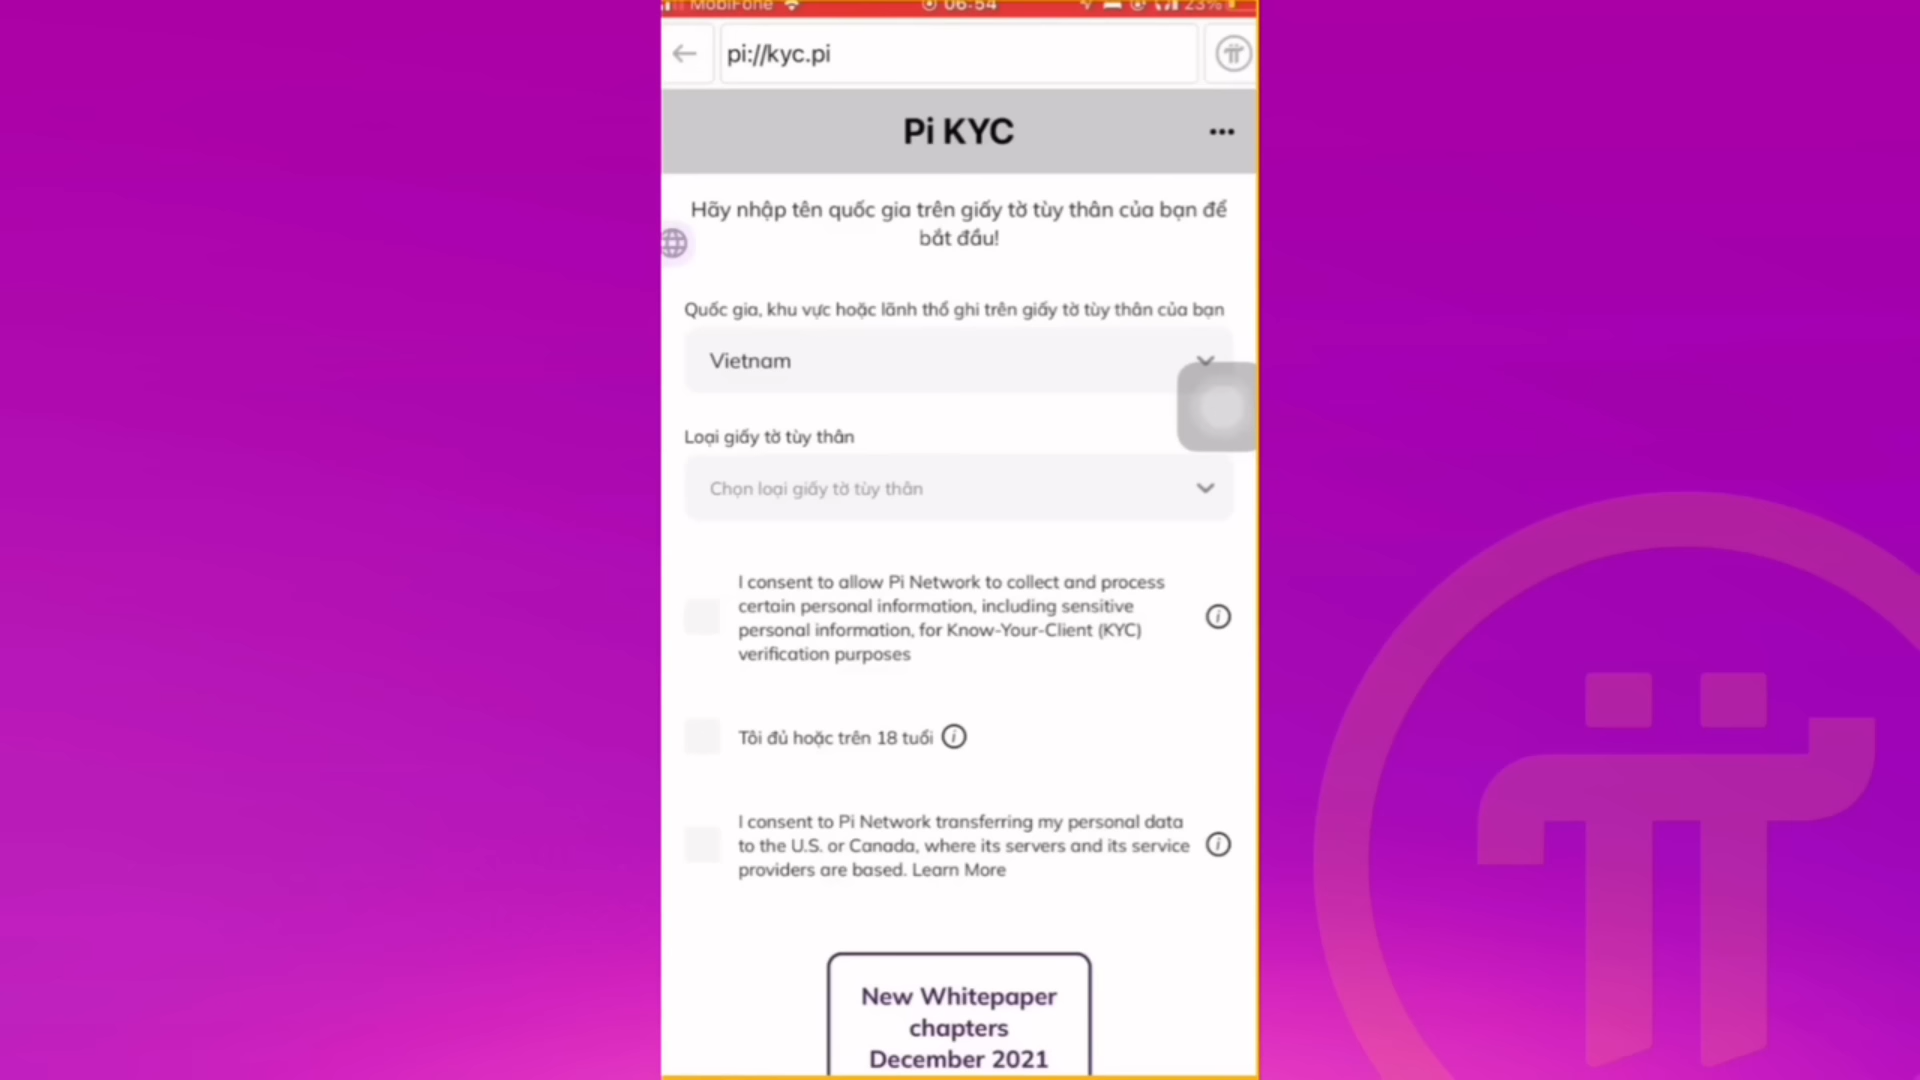 MobiFone 06:54 23%
pi://kyc.pi
Pi KYC
Hãy nhập tên quốc gia trên giấy tờ tùy thân của bạn để
bắt đầu!
Quốc gia, khu vực hoặc lãnh thổ ghi trên giấy tờ tùy thân của bạn
Vietnam
Loại giấy tờ tùy thân
Chọn loại giấy tờ tùy thân
I consent to allow Pi Network to collect and process
certain personal information, including sensitive
personal information, for Know-Your-Client (KYC)
verification purposes
Tôi đủ hoặc trên 18 tuổi
I consent to Pi Network transferring my personal data
to the U.S. or Canada, where its servers and its service
providers are based. Learn More
New Whitepaper
chapters
December 2021